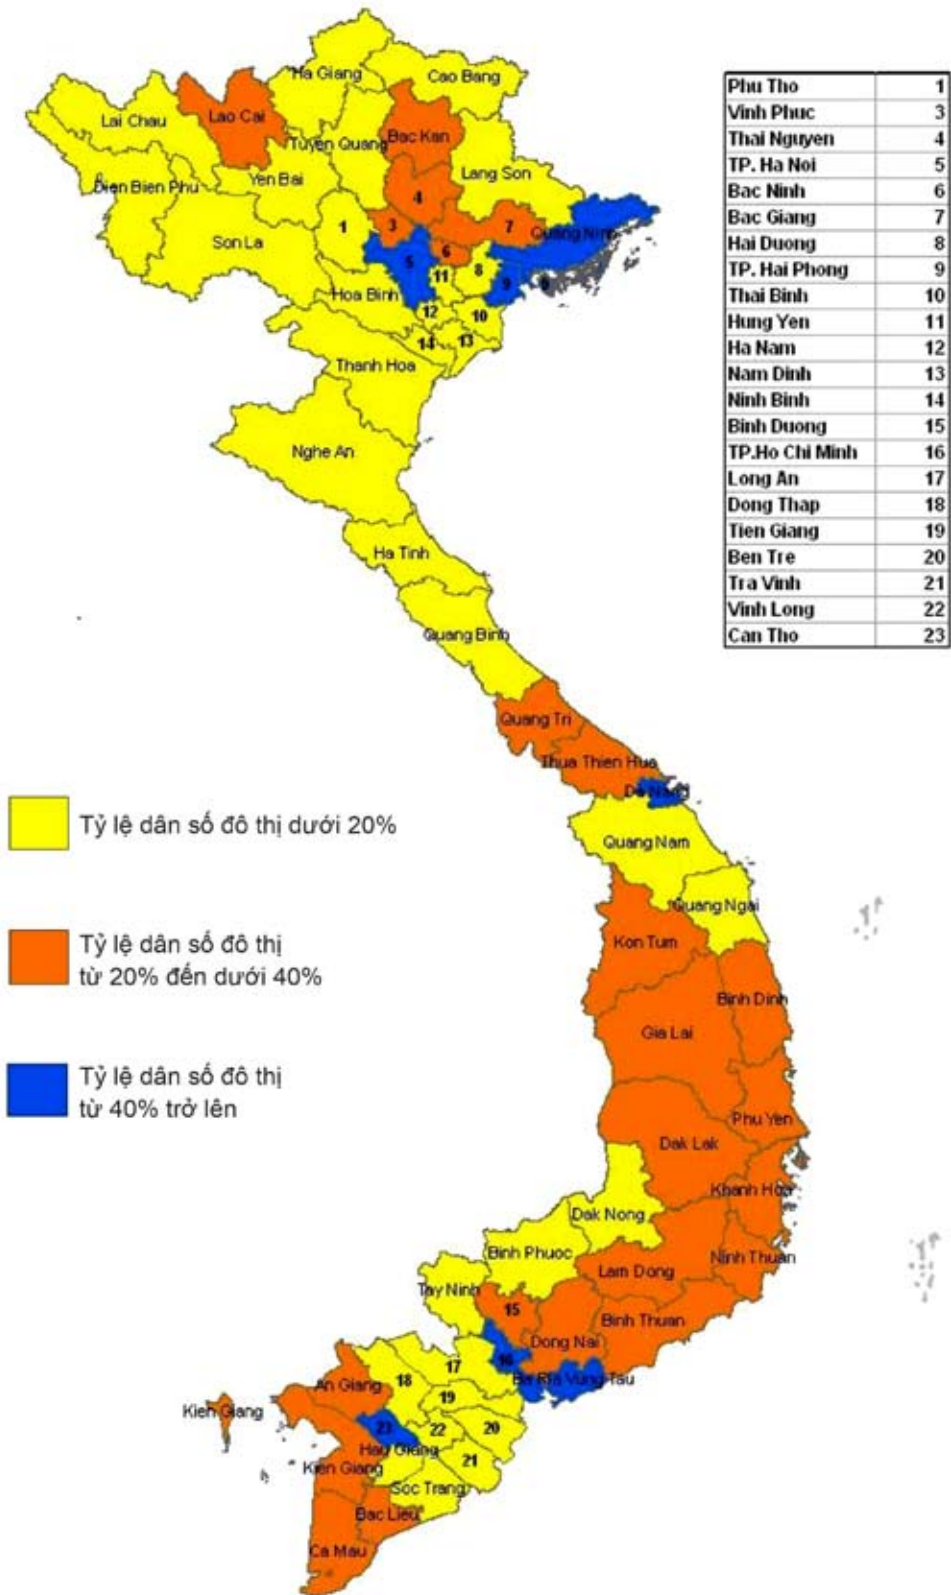 Ha Giang
Cao Bang
Lai Chau
Lao Cai
Bac Kan
Tuyen Quang
Lang Son
Dien Bien Phu
Yen Bai
4
1
3
7
Quang Ninh
Son La
6
5
8
11
9
9
Hoa Binh
12
10
14
13
Thanh Hoa
Nghe An
Ha Tinh
Quang Binh
Quang Tri
Thua Thien Hue
Da Nang
Quang Nam
Quang Ngai
Kon Tum
Binh Dinh
Gia Lai
Phu Yen
Dak Lak
Khanh Hoa
Dak Nong
Binh Phuoc
Ninh Thuan
Lam Dong
Tay Ninh
15
Binh Thuan
Dong Nai
16
17
Ba Ria Vung Tau
An Giang
18
19
Kien Giang
23
22
20
Hau Giang
21
Kien Giang
Soc Trang
Bac Lieu
Ca Mau
Phu Tho 1
Vinh Phuc 3
Thai Nguyen 4
TP. Ha Noi 5
Bac Ninh 6
Bac Giang 7
Hai Duong 8
TP. Hai Phong 9
Thai Binh 10
Hung Yen 11
Ha Nam 12
Nam Dinh 13
Ninh Binh 14
Binh Duong 15
TP.Ho Chi Minh 16
Long An 17
Dong Thap 18
Tien Giang 19
Ben Tre 20
Tra Vinh 21
Vinh Long 22
Can Tho 23
Tỷ lệ dân số đô thị dưới 20%
Tỷ lệ dân số đô thị
từ 20% đến dưới 40%
Tỷ lệ dân số đô thị
từ 40% trở lên